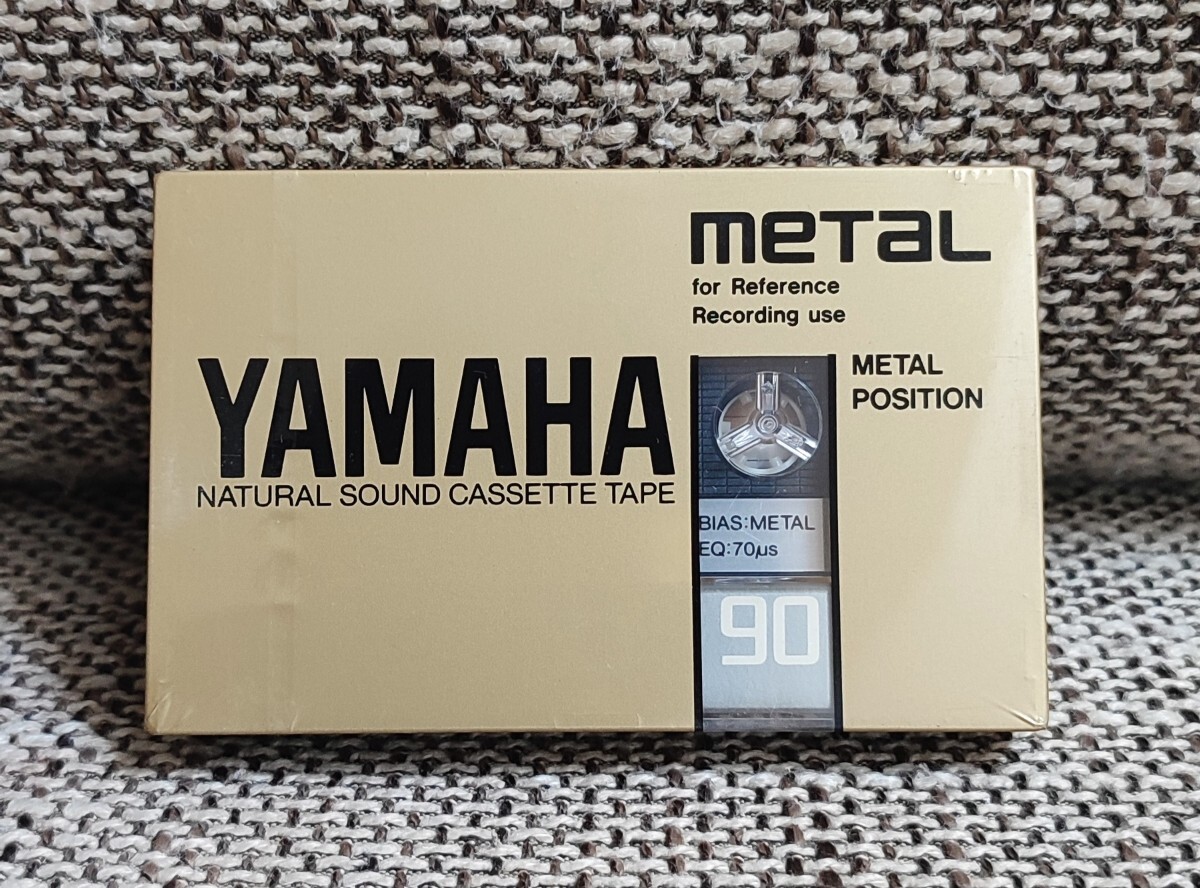 metal
for Reference
Recording use
YAMAHA
NATURAL SOUND CASSETTE TAPE
METAL
POSITION
BIAS:METAL
EQ:70µs
90